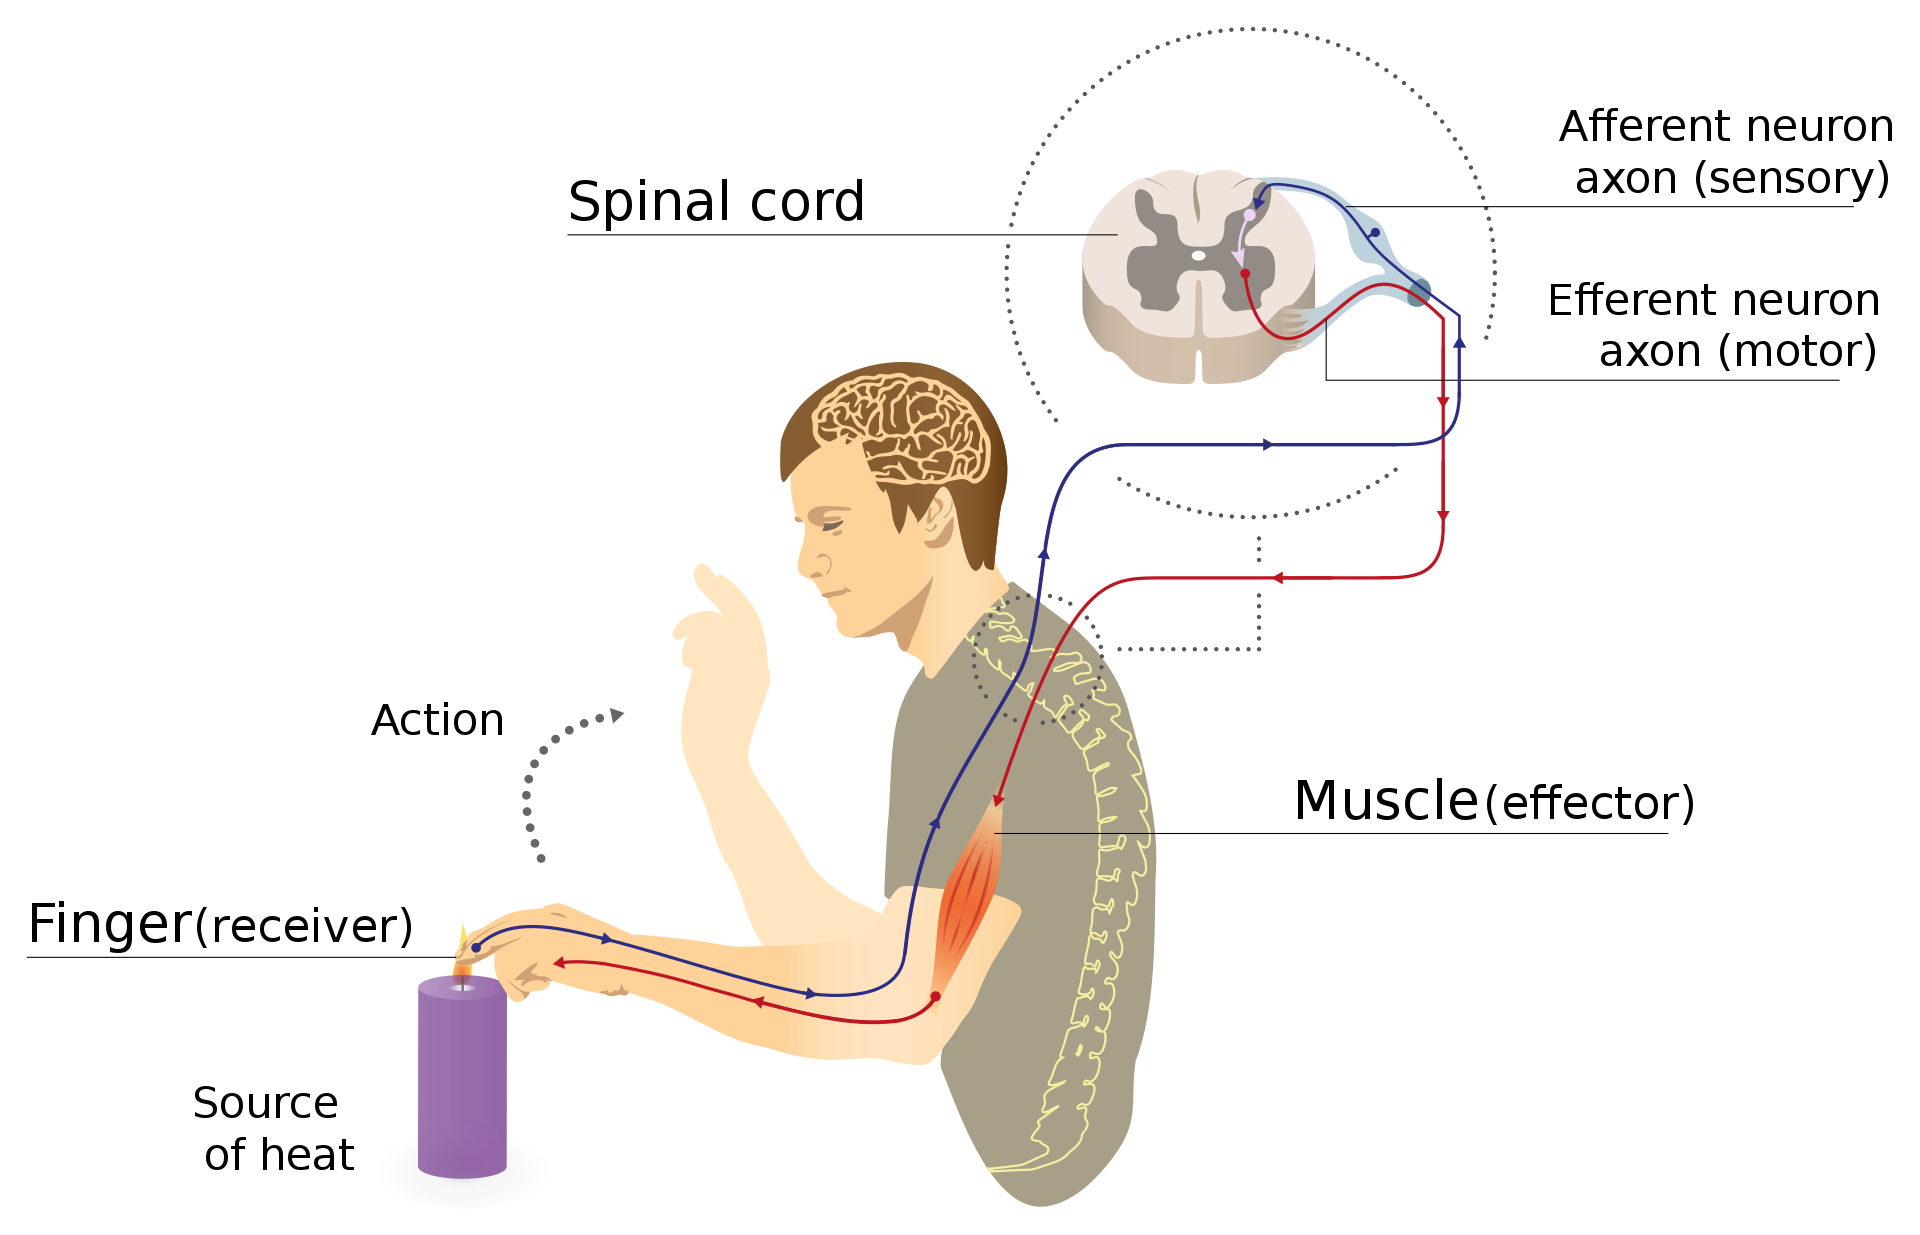 Afferent neuron
axon (sensory)
Spinal cord
Efferent neuron
axon (motor)
Action
Muscle (effector)
Finger (receiver)
Source
of heat